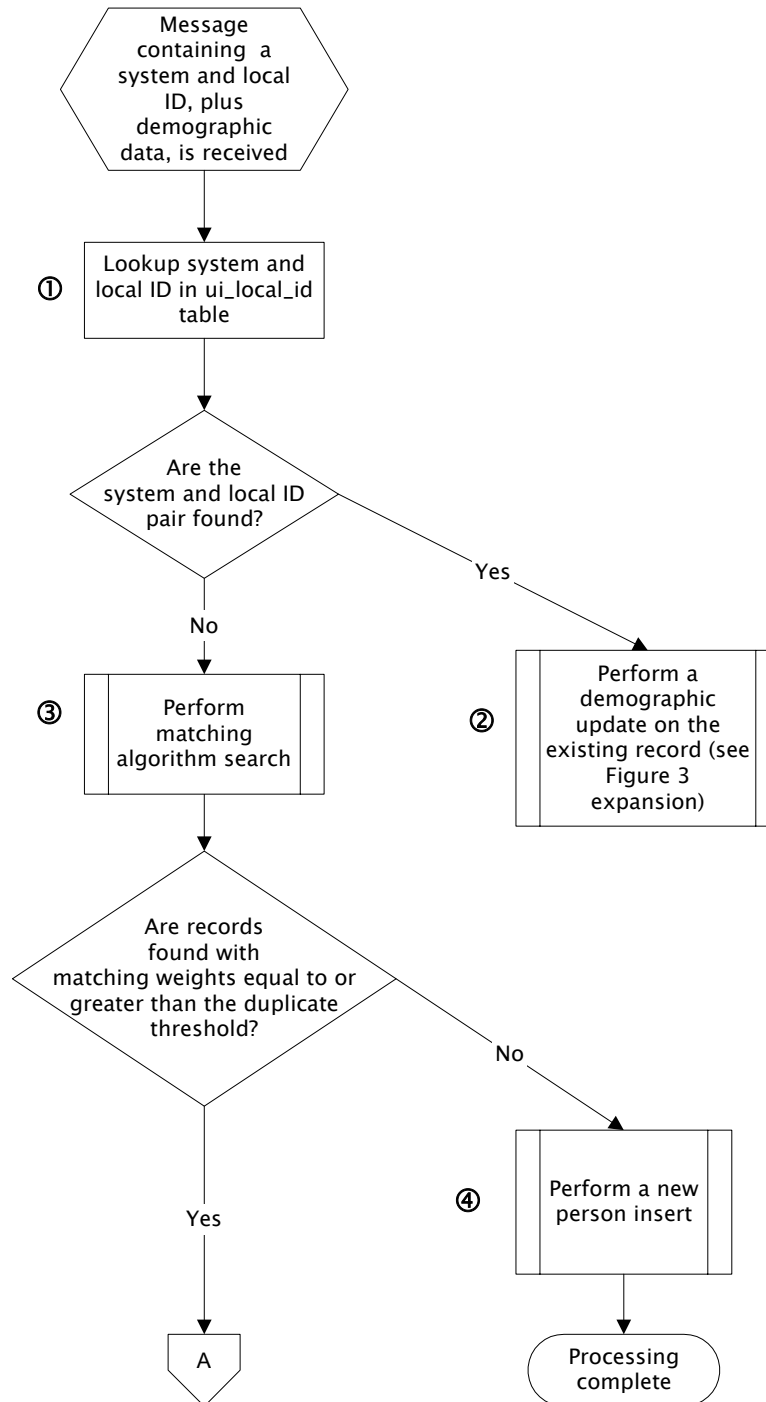 Message
containing a
system and local
ID, plus
demographic
data, is received
Lookup system and
local ID in ui_local_id
table
①
Are the
system and local ID
pair found?
Yes
No
③
Perform
matching
algorithm search
②
Perform a
demographic
update on the
existing record (see
Figure 3
expansion)
Are records
found with
matching weights equal to or
greater than the duplicate
threshold?
No
Yes
④
Perform a new
person insert
A
Processing
complete